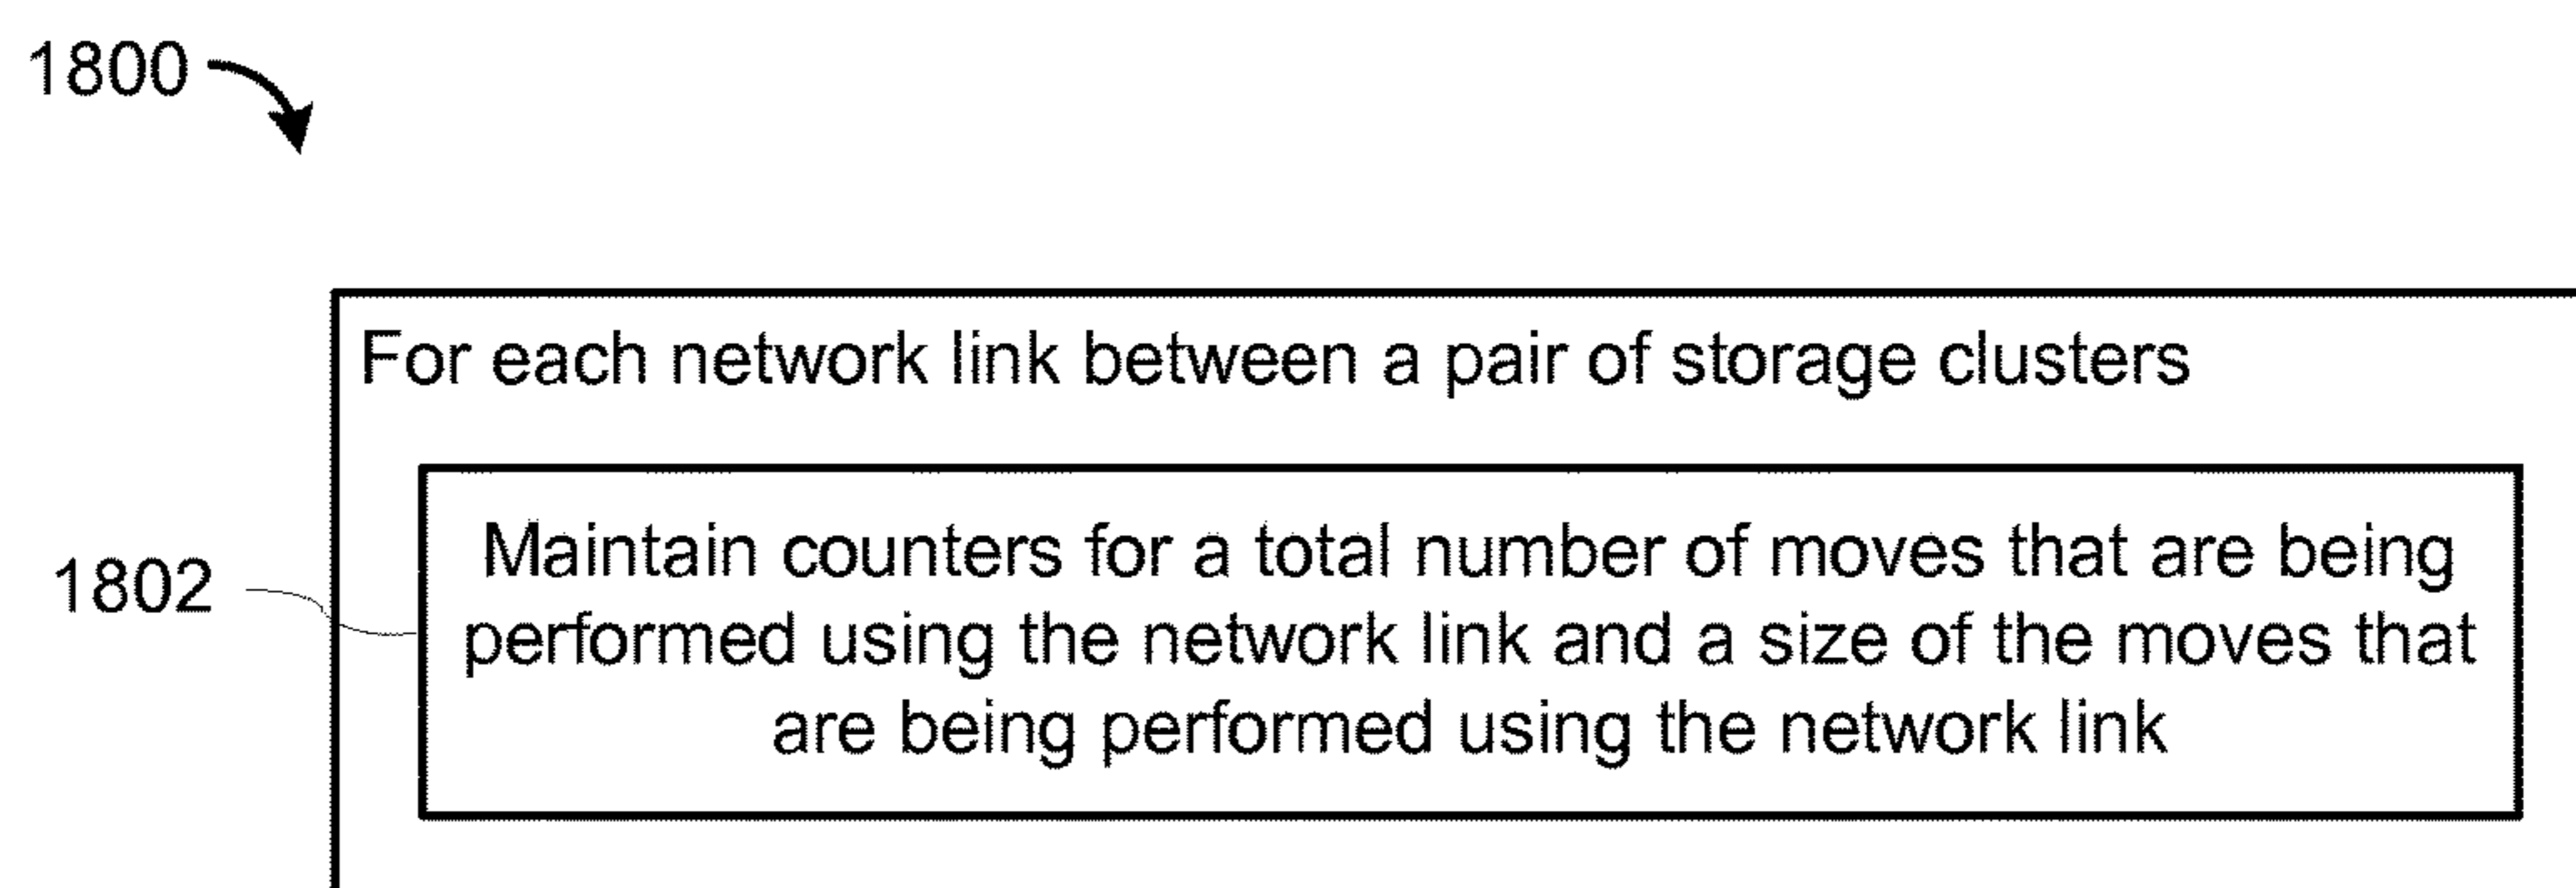 1800
For each network link between a pair of storage clusters
1802
Maintain counters for a total number of moves that are being
performed using the network link and a size of the moves that
are being performed using the network link